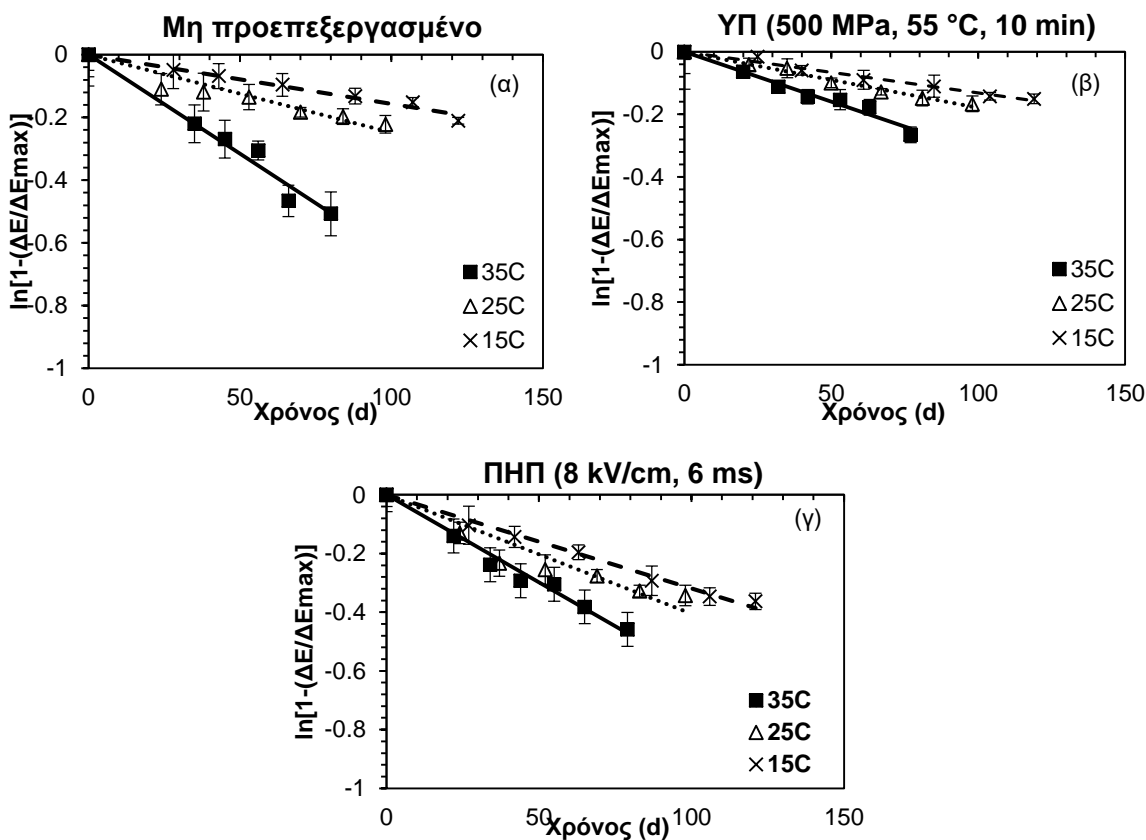 Μη προεπεξεργασμένο
(α)
ln[1-(ΔE/ΔEmax)]
0
-0.2
-0.4
-0.6
-0.8
-1
35C
25C
15C
0 50 100 150
Χρόνος (d)
ΥΠ (500 MPa, 55 °C, 10 min)
(β)
ln[1-(ΔE/ΔEmax)]
0
-0.2
-0.4
-0.6
-0.8
-1
35C
25C
15C
0 50 100 150
Χρόνος (d)
ΠΗΠ (8 kV/cm, 6 ms)
(γ)
ln[1-(ΔE/ΔEmax)]
0
-0.2
-0.4
-0.6
-0.8
-1
35C
25C
15C
0 50 100 150
Χρόνος (d)